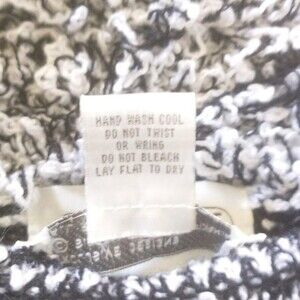 HAND WASH COOL
DO NOT TWIST
OR WRING
DO NOT BLEACH
LAY FLAT TO DRY